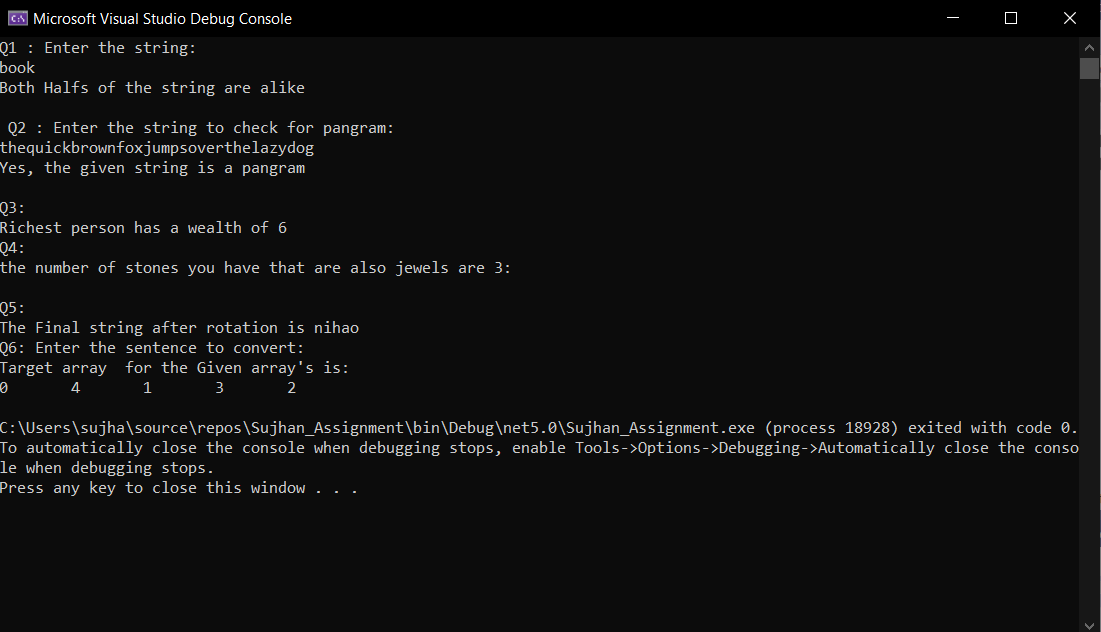 Microsoft Visual Studio Debug Console
Q1 : Enter the string:
book
Both Halfs of the string are alike
Q2 : Enter the string to check for pangram:
thequickbrownfoxjumpsoverthelazydog
Yes, the given string is a pangram
Q3:
Richest person has a wealth of 6
Q4:
the number of stones you have that are also jewels are 3:
Q5:
The Final string after rotation is nihao
Q6: Enter the sentence to convert:
Target array  for the Given array's is:
0       4       1       3       2
C:\Users\sujha\source\repos\Sujhan_Assignment\bin\Debug\net5.0\Sujhan_Assignment.exe (process 18928) exited with code 0.
To automatically close the console when debugging stops, enable Tools->Options->Debugging->Automatically close the conso
le when debugging stops.
Press any key to close this window . . .